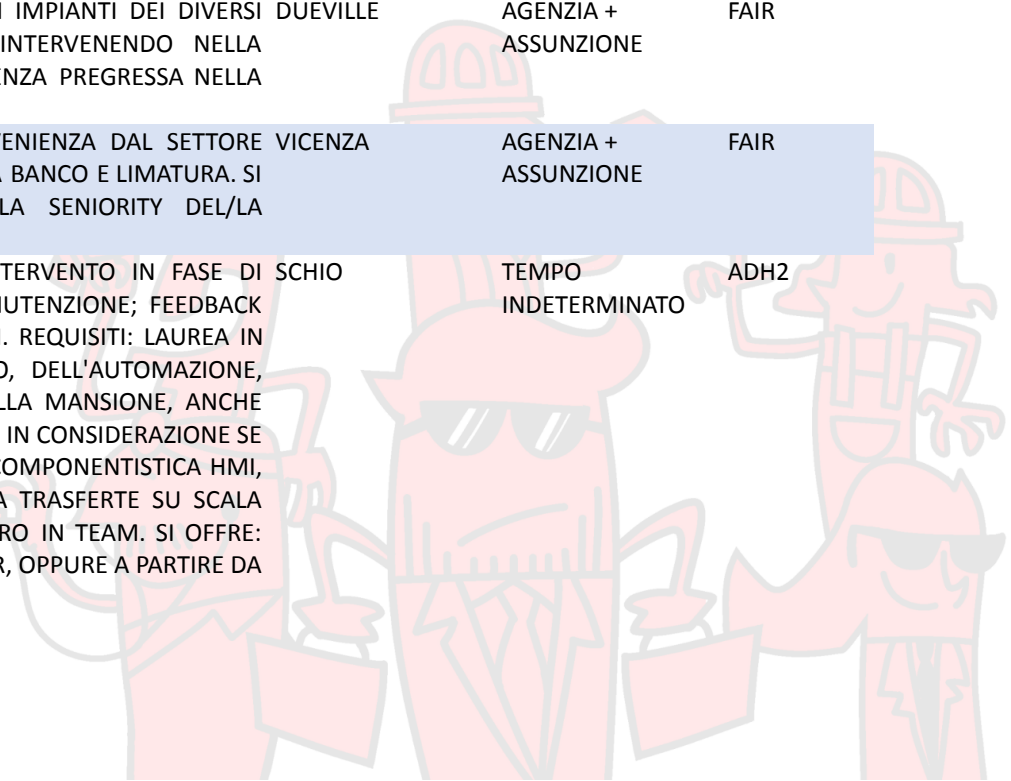 I IMPIANTI DEI DIVERSI DUEVILLE AGENZIA + FAIR
INTERVENENDO NELLA ASSUNZIONE
ENZA PREGRESSA NELLA
VENIENZA DAL SETTORE VICENZA AGENZIA + FAIR
A BANCO E LIMATURA. SI ASSUNZIONE
LA SENIORITY DEL/LA
TERVENTO IN FASE DI SCHIO TEMPO ADH2
NUTENZIONE; FEEDBACK INDETERMINATO
I. REQUISITI: LAUREA IN
O, DELL'AUTOMAZIONE,
LLA MANSIONE, ANCHE
IN CONSIDERAZIONE SE
COMPONENTISTICA HMI,
A TRASFERTE SU SCALA
RO IN TEAM. SI OFFRE:
R, OPPURE A PARTIRE DA